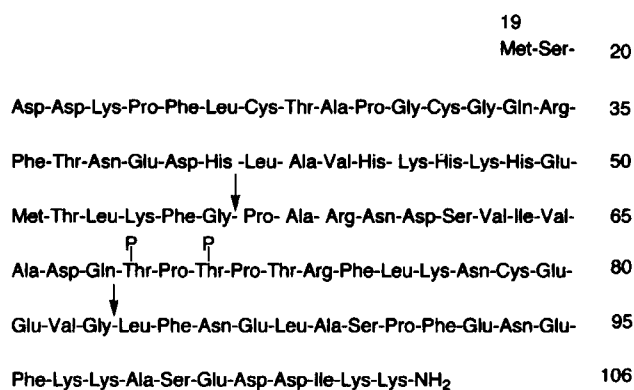 19
Met-Ser- 20
Asp-Asp-Lys-Pro-Phe-Leu-Cys-Thr-Ala-Pro-Gly-Cys-Gly-Gln-Arg- 35
Phe-Thr-Asn-Glu-Asp-His -Leu- Ala-Val-His- Lys-His-Lys-His-Glu- 50
Met-Thr-Leu-Lys-Phe-Gly- Pro- Ala- Arg-Asn-Asp-Ser-Val-Ile-Val- 65
P P
Ala-Asp-Gln-Thr-Pro-Thr-Pro-Thr-Arg-Phe-Leu-Lys-Asn-Cys-Glu- 80
Glu-Val-Gly-Leu-Phe-Asn-Glu-Leu-Ala-Ser-Pro-Phe-Glu-Asn-Glu- 95
Phe-Lys-Lys-Ala-Ser-Glu-Asp-Asp-Ile-Lys-Lys-NH2 106